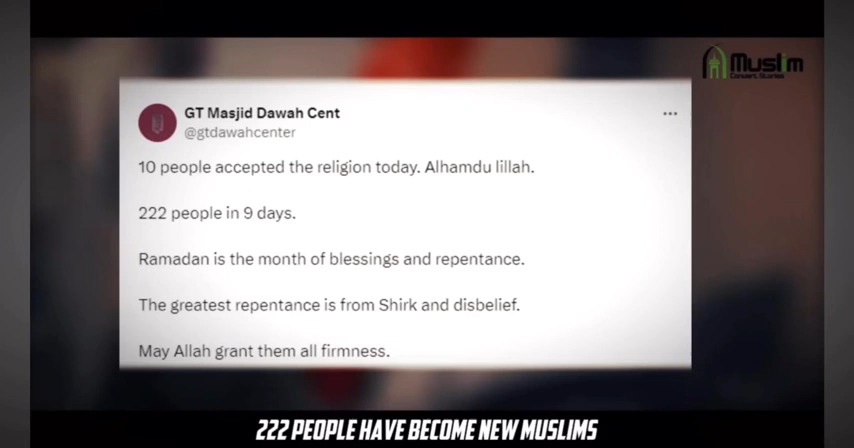 Muslim
Convert Stories
GT Masjid Dawah Cent
@gtdawahcenter
10 people accepted the religion today. Alhamdu lillah.
222 people in 9 days.
Ramadan is the month of blessings and repentance.
The greatest repentance is from Shirk and disbelief.
May Allah grant them all firmness.
222 PEOPLE HAVE BECOME NEW MUSLIMS